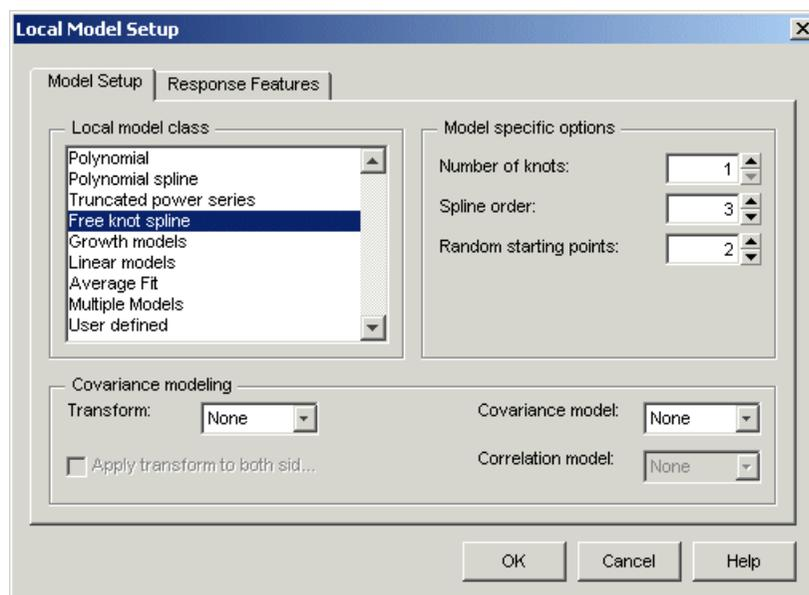 Local Model Setup
Model Setup
Response Features
Local model class
Polynomial
Polynomial spline
Truncated power series
Free knot spline
Growth models
Linear models
Average Fit
Multiple Models
User defined
Model specific options
Number of knots: 1
Spline order: 3
Random starting points: 2
Covariance modeling
Transform: None
Apply transform to both sid...
Covariance model: None
Correlation model: None
OK
Cancel
Help